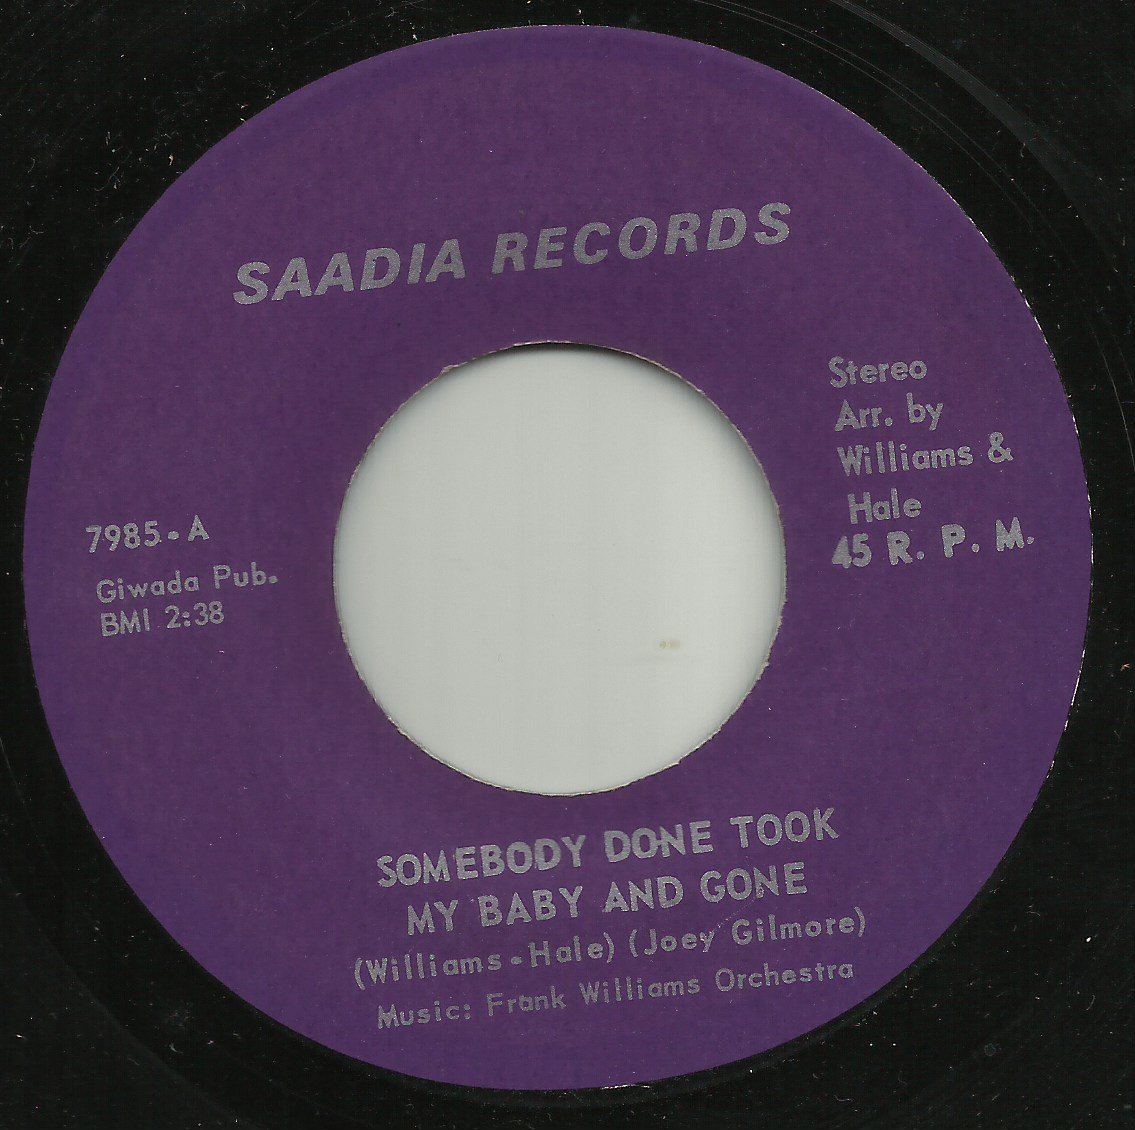 SAADIA RECORDS
Stereo
Arr. by
Williams &
Hale
45 R. P. M.
7985-A
Giwada Pub.
BMI 2:38
SOMEBODY DONE TOOK
MY BABY AND GONE
(Williams-Hale) (Joey Gilmore)
Music: Frank Williams Orchestra